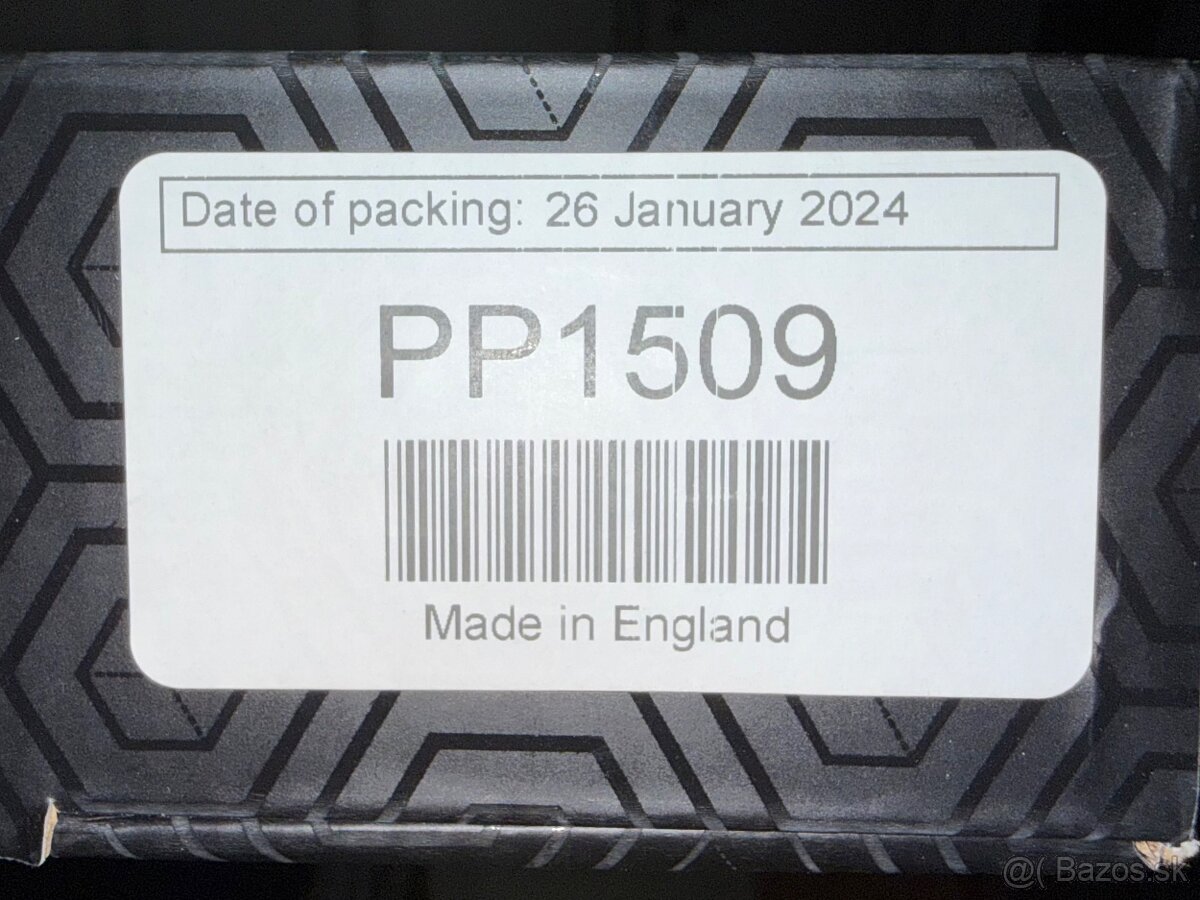 Date of packing: 26 January 2024
PP1509
Made in England
@( Bazos.sk